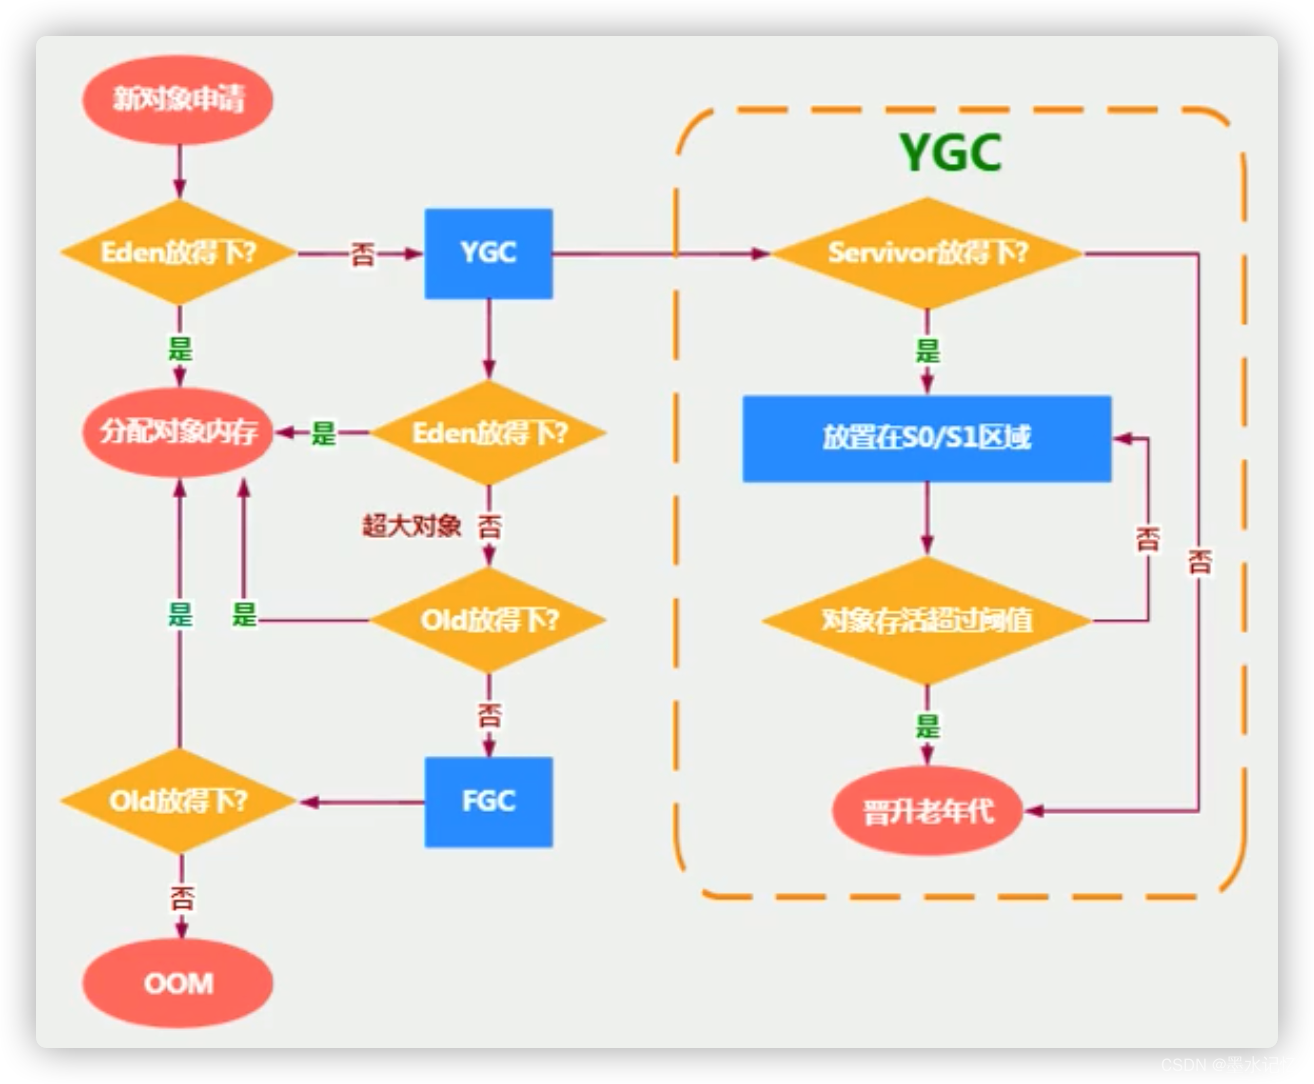 新对象申请
YGC
Eden放得下?
否
YGC
Servivor放得下?
是
是
分配对象内存
是
Eden放得下?
放置在S0/S1区域
超大对象
否
否
否
是
是
Old放得下?
对象存活超过阈值
否
是
Old放得下?
FGC
晋升老年代
否
OOM
CSDN @墨水记忆